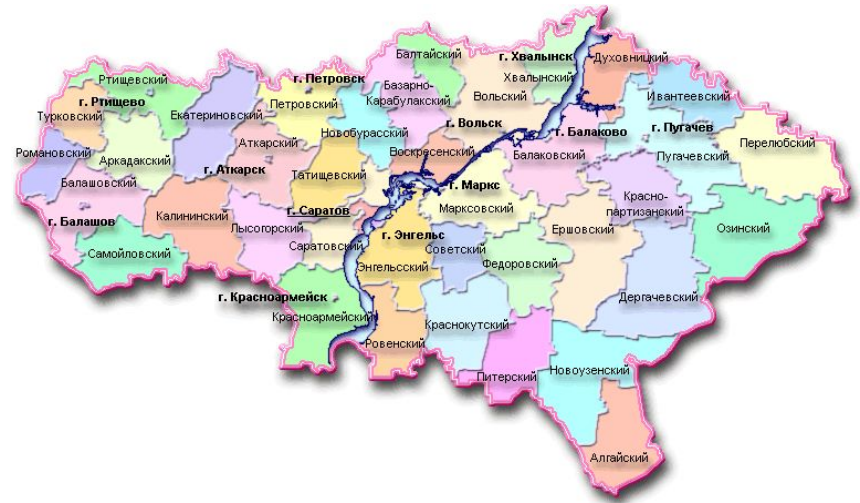 Балтайский
г. Хвалынск
Духовницкий
Ртищевский
г. Петровск
Базарно-
Карабулакский
Хвалынский
г. Ртищево
Петровский
Вольский
Ивантеевский
Турковский
Екатериновский
Новобурасский
г. Вольск
г. Балаково
г. Пугачев
Романовский
Аркадакский
Аткарский
Воскресенский
Балаковский
Пугачевский
Перелюбский
Балашовский
г. Аткарск
Татищевский
г. Маркс
Красно-
партизанский
г. Балашов
Калининский
Лысогорский
г. Саратов
Марксовский
Ершовский
Озинский
Самойловский
Саратовский
г. Энгельс
Советский
Энгельсский
Федоровский
г. Красноармейск
Дергачевский
Красноармейский
Краснокутский
Ровенский
Питерский
Новоузенский
Алгайский